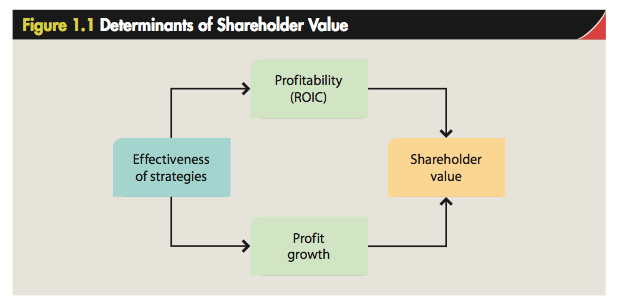 Figure 1.1 Determinants of Shareholder Value
Profitability
(ROIC)
Effectiveness
of strategies
Shareholder
value
Profit
growth